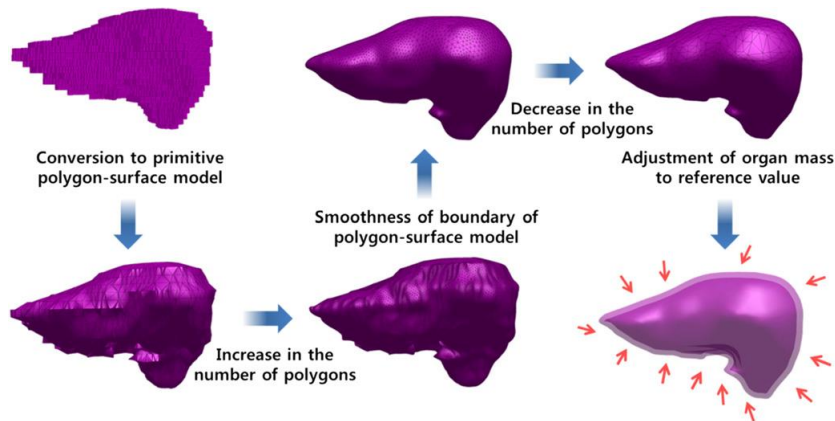 Conversion to primitive
polygon-surface model
Increase in the
number of polygons
Smoothness of boundary of
polygon-surface model
Decrease in the
number of polygons
Adjustment of organ mass
to reference value